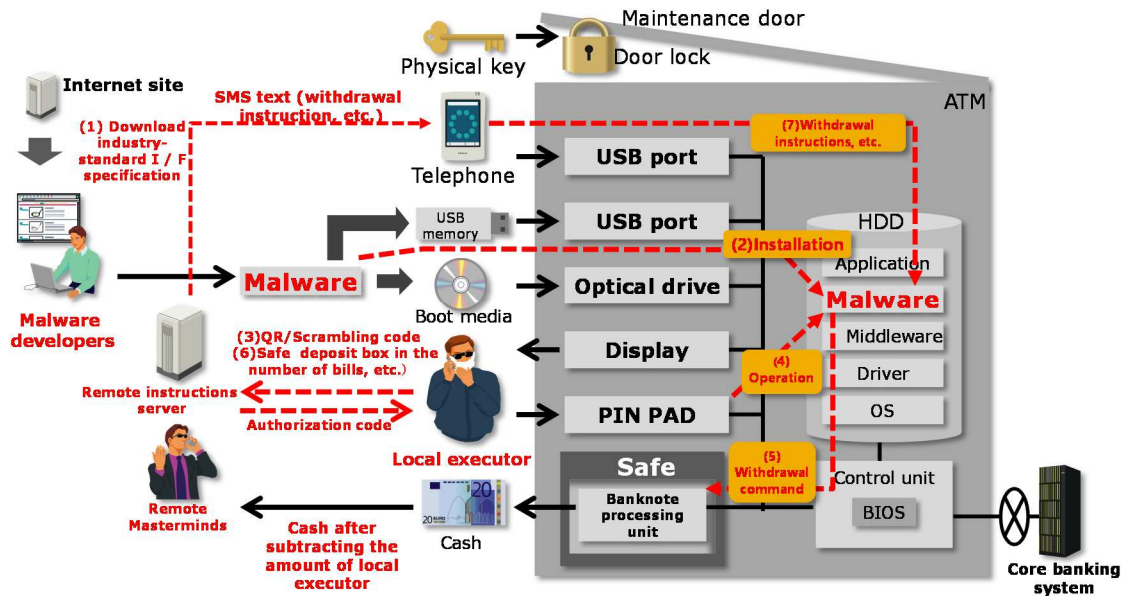 Maintenance door
Physical key
Door lock
ATM
Internet site
(1) Download
industry-
standard I / F
specification
SMS text (withdrawal
instruction, etc.)
Telephone
(7)Withdrawal
instructions, etc.
USB port
USB
memory
USB port
HDD
(2)Installation
Application
Malware
Malware
Optical drive
Boot media
Malware
developers
Middleware
(3)QR/Scrambling code
(6)Safe deposit box in the
number of bills, etc.)
Display
(4)
Operation
Driver
Remote instructions
server
Authorization code
PIN PAD
OS
Local executor
Safe
(5)
Withdrawal
command
Control unit
BIOS
Banknote
processing
unit
20 EURO
20
Remote
Masterminds
Cash
Cash after
subtracting the
amount of local
executor
Core banking
system